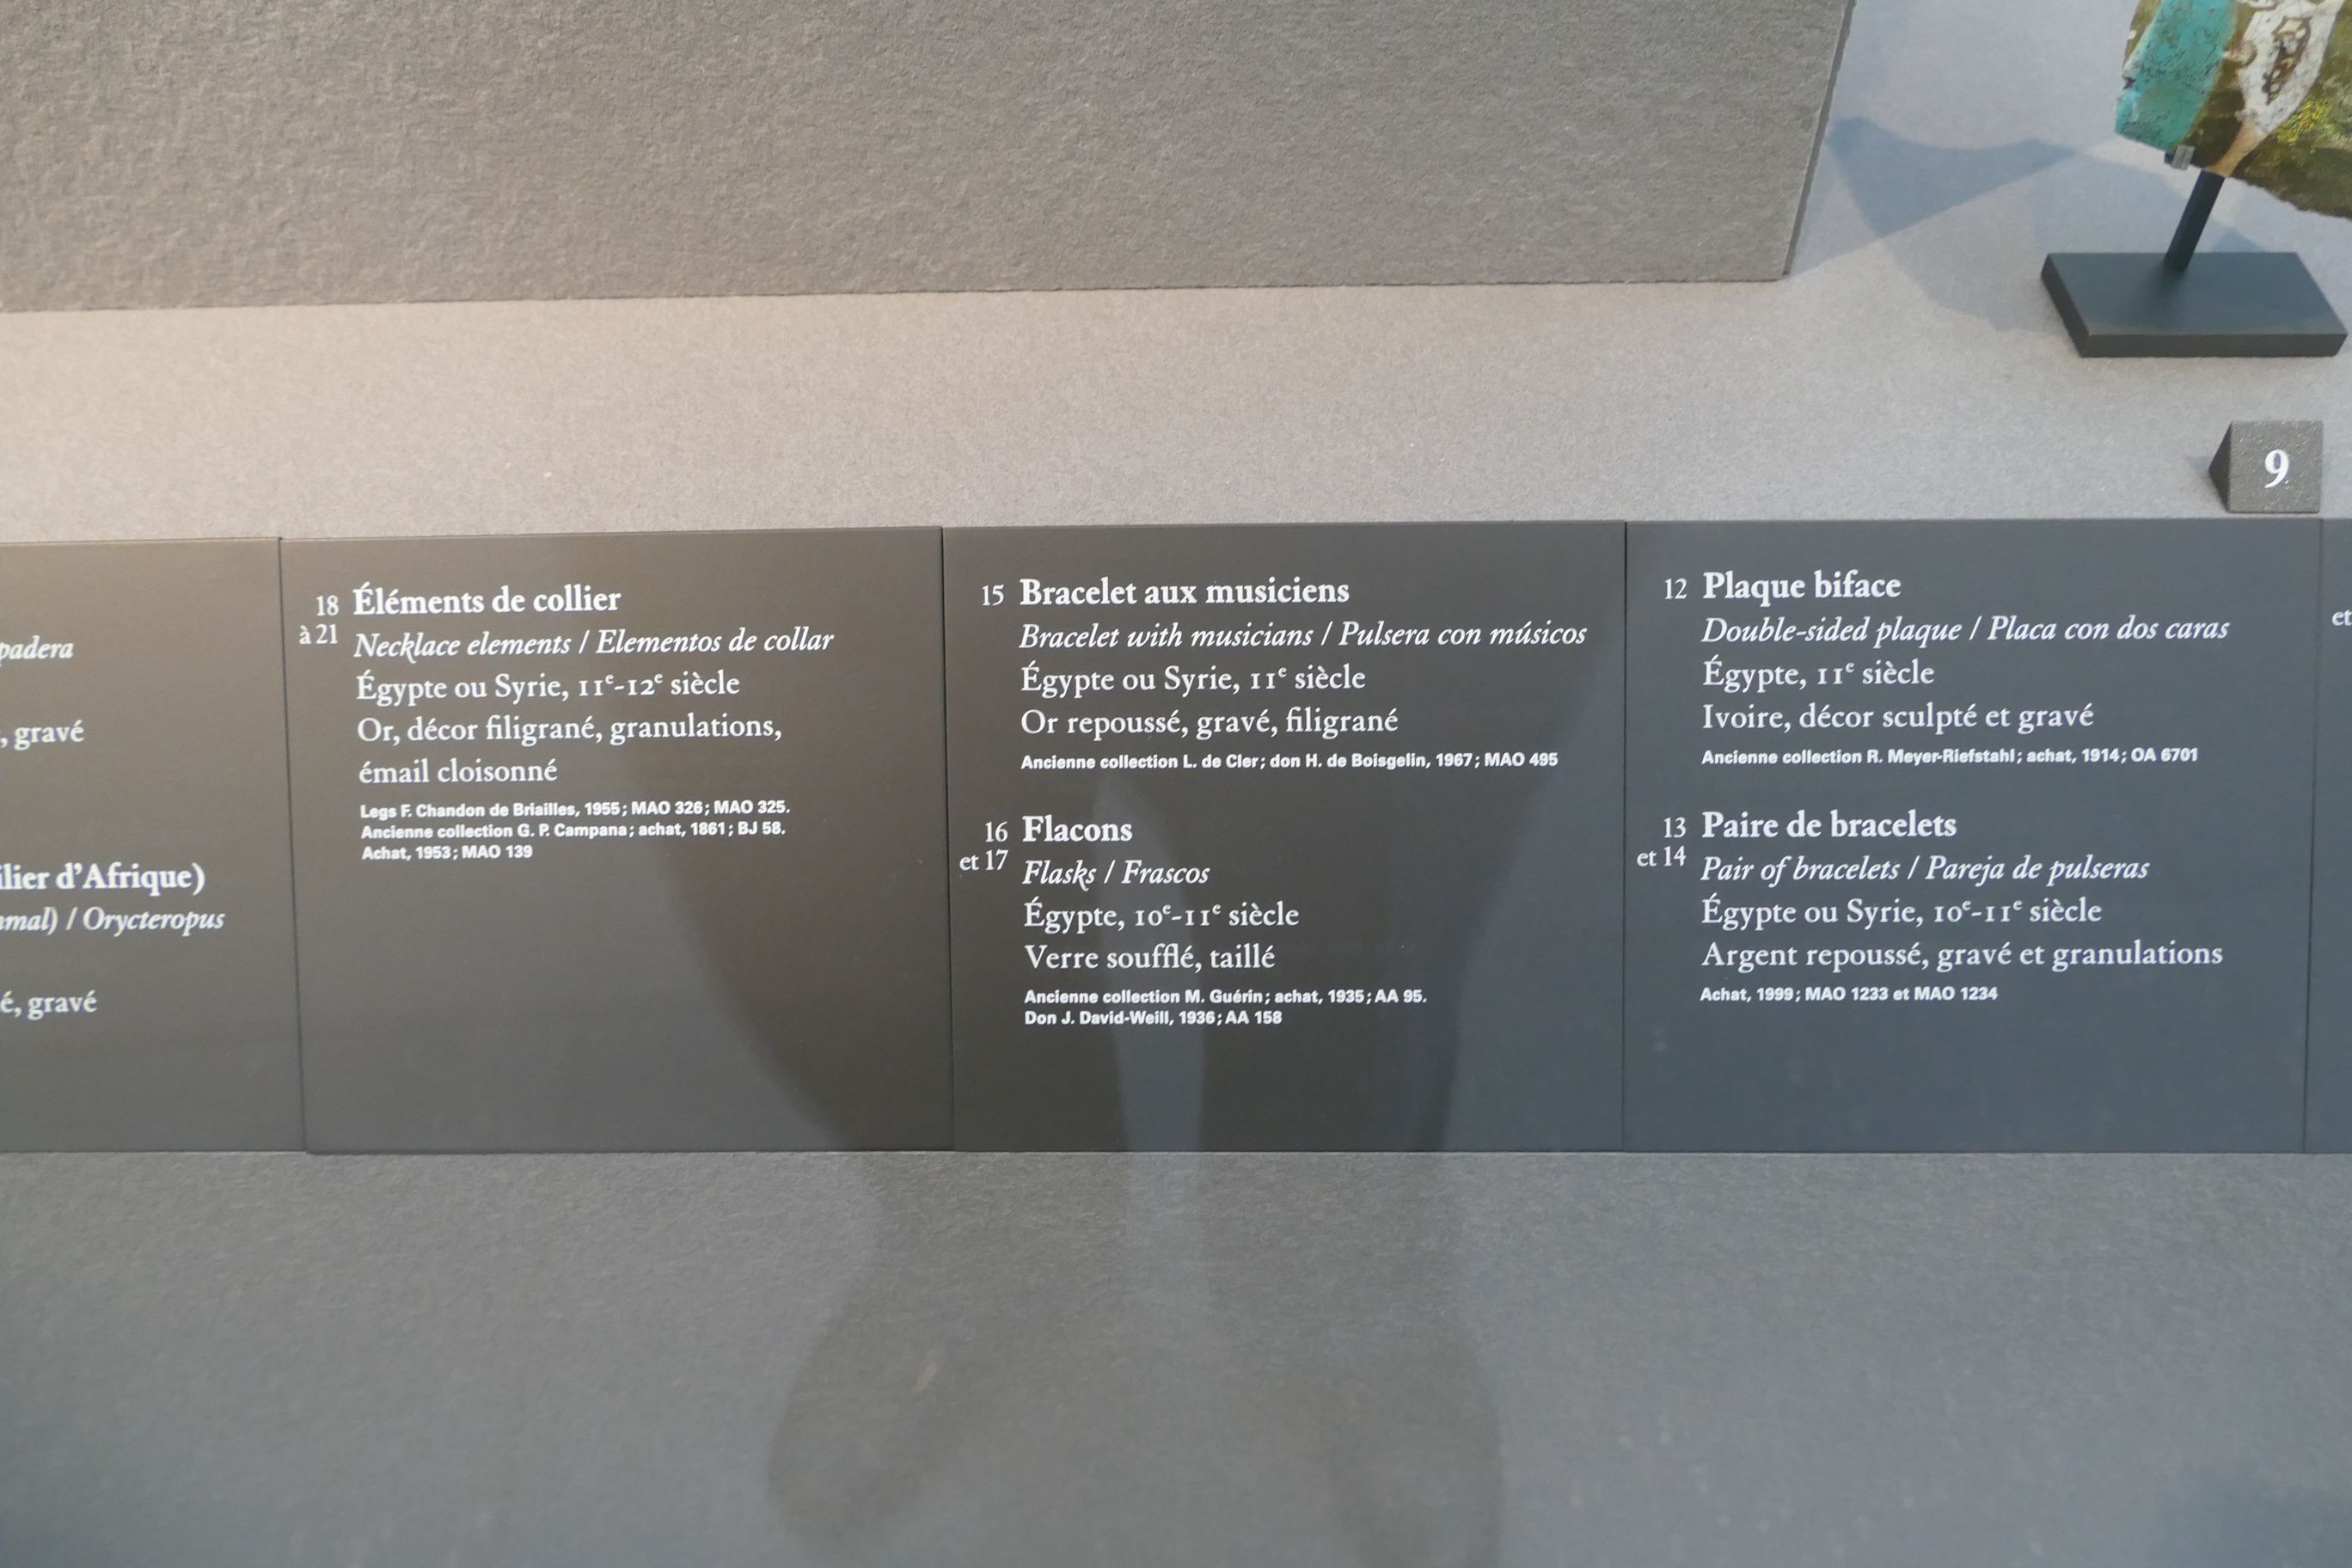 9
padera
, gravé
ilier d'Afrique)
mal) / Orycteropus
é, gravé
18 Éléments de collier
à 21 Necklace elements / Elementos de collar
Égypte ou Syrie, 11e-12e siècle
Or, décor filigrané, granulations,
émail cloisonné
Legs F. Chandon de Briailles, 1955 ; MAO 326 ; MAO 325.
Ancienne collection G. P. Campana ; achat, 1861 ; BJ 58.
Achat, 1953 ; MAO 139
15 Bracelet aux musiciens
Bracelet with musicians / Pulsera con músicos
Égypte ou Syrie, 11e siècle
Or repoussé, gravé, filigrané
Ancienne collection L. de Cler ; don H. de Boisgelin, 1967 ; MAO 495
16 Flacons
et 17 Flasks / Frascos
Égypte, 10e-11e siècle
Verre soufflé, taillé
Ancienne collection M. Guérin ; achat, 1935 ; AA 95.
Don J. David-Weill, 1936 ; AA 158
12 Plaque biface
Double-sided plaque / Placa con dos caras
Égypte, 11e siècle
Ivoire, décor sculpté et gravé
Ancienne collection R. Meyer-Riefstahl ; achat, 1914 ; OA 6701
13 Paire de bracelets
et 14 Pair of bracelets / Pareja de pulseras
Égypte ou Syrie, 10e-11e siècle
Argent repoussé, gravé et granulations
Achat, 1999 ; MAO 1233 et MAO 1234
et